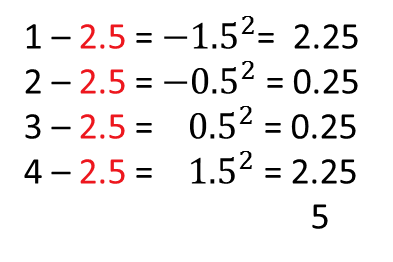 1 – 2.5 = −1.5²= 2.25
2 – 2.5 = −0.5² = 0.25
3 – 2.5 = 0.5² = 0.25
4 – 2.5 = 1.5² = 2.25
5